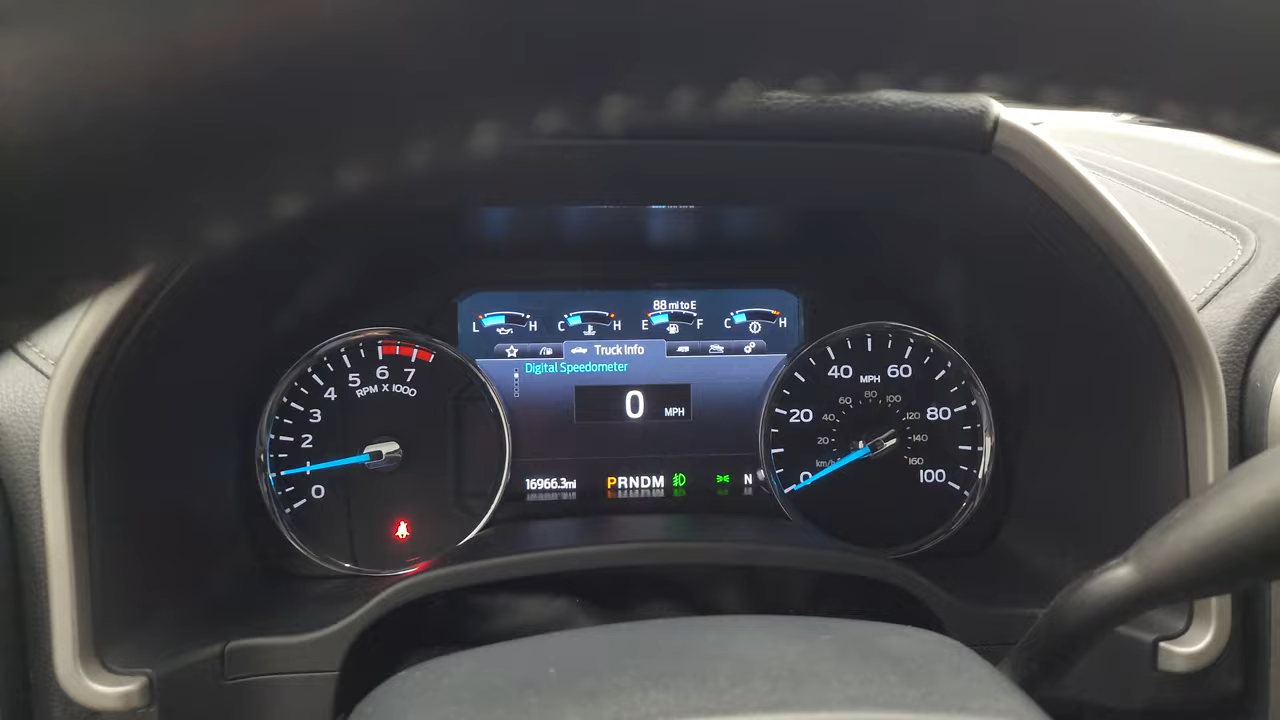 88 mi to E
L H C H E F C H
Truck Info
Digital Speedometer
0 MPH
16966.3mi PRNDM N
0 2 3 4 5 6 7
RPM X 1000
0 20 40 60 80 100
MPH
20 40 60 80 100 120 140 160
km/h